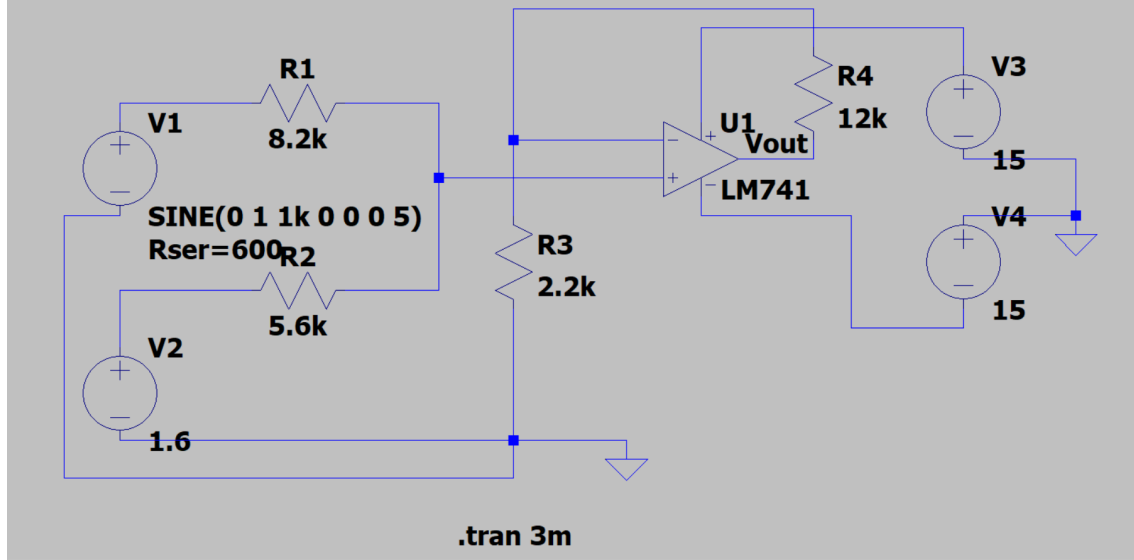 R1
8.2k
V1
SINE(0 1 1k 0 0 0 5)
Rser=600
R2
5.6k
V2
1.6
R3
2.2k
R4
12k
U1
Vout
LM741
V3
15
V4
15
.tran 3m